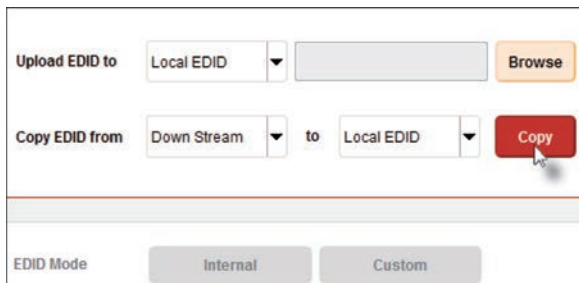 Upload EDID to Local EDID Browse
Copy EDID from Down Stream to Local EDID Copy
EDID Mode Internal Custom